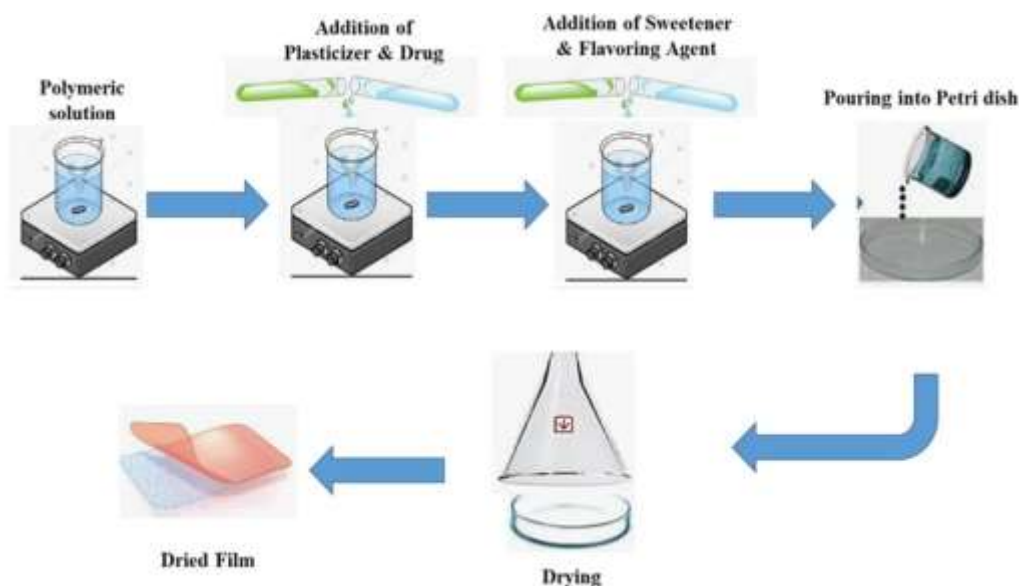 Polymeric
solution
Addition of
Plasticizer & Drug
Addition of Sweetener
& Flavoring Agent
Pouring into Petri dish
Drying
Dried Film